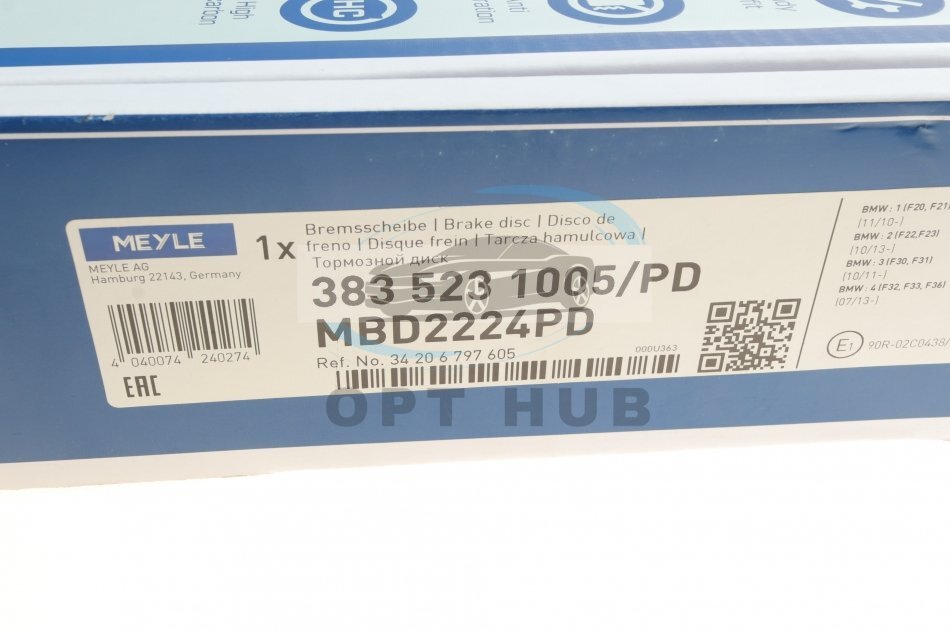 HC
High
carbon
MEYLE
MEYLE AG
Hamburg 22143, Germany
4 040074 240274
EAC
1x
Bremsscheibe | Brake disc | Disco de
freno | Disque frein | Tarcza hamulcowa |
Тормозной диск
383 523 1005/PD
MBD2224PD
Ref. No. 34 20 6 797 605
000U363
BMW : 1 (F20, F21)
(11/10-)
BMW : 2 (F22,F23)
(10/13-)
BMW : 3 (F30, F31)
(10/11-)
BMW : 4 (F32, F33, F36)
(07/13-)
E1
90R-02C0438/
OPT HUB